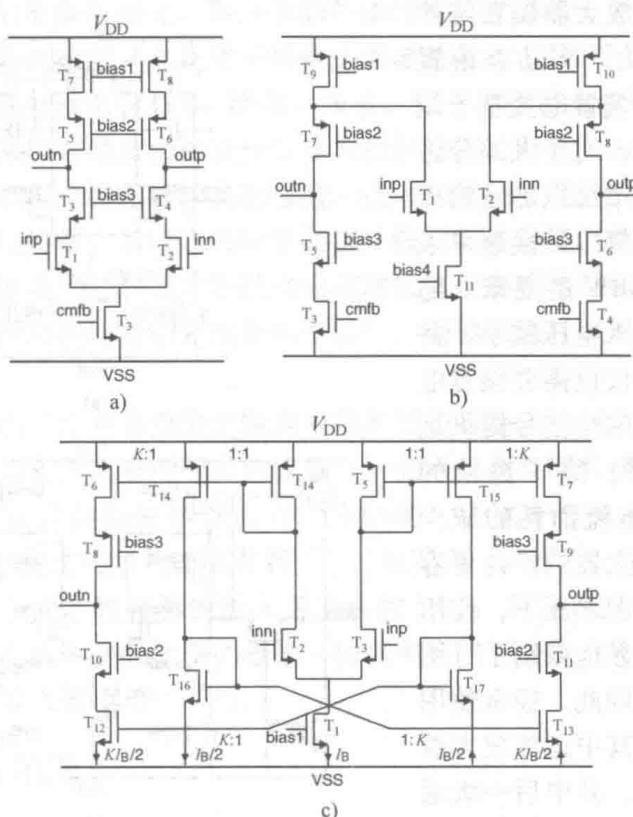 V_DD
T_7 bias1 T_8
T_5 bias2 T_6
outn outp
T_3 bias3 T_4
inp T_1 T_2 inn
cmfb T_3
VSS
a)
V_DD
T_9 bias1 bias1 T_10
T_7 bias2 bias2 T_8
outn inp T_1 T_2 inn outp
T_5 bias3 bias3 T_6
bias4 T_11
T_3 cmfb cmfb T_4
VSS
b)
V_DD
K:1 1:1 1:1 1:K
T_6 T_14 T_14 T_5 T_15 T_7
T_8 bias3 bias3 T_9
outn inn T_2 inp T_3 outp
T_10 bias2 T_16 T_17 bias2 T_11
T_12 K:1 bias1 T_1 1:K T_13
KI_B/2 I_B/2 I_B I_B/2 KI_B/2
VSS
c)